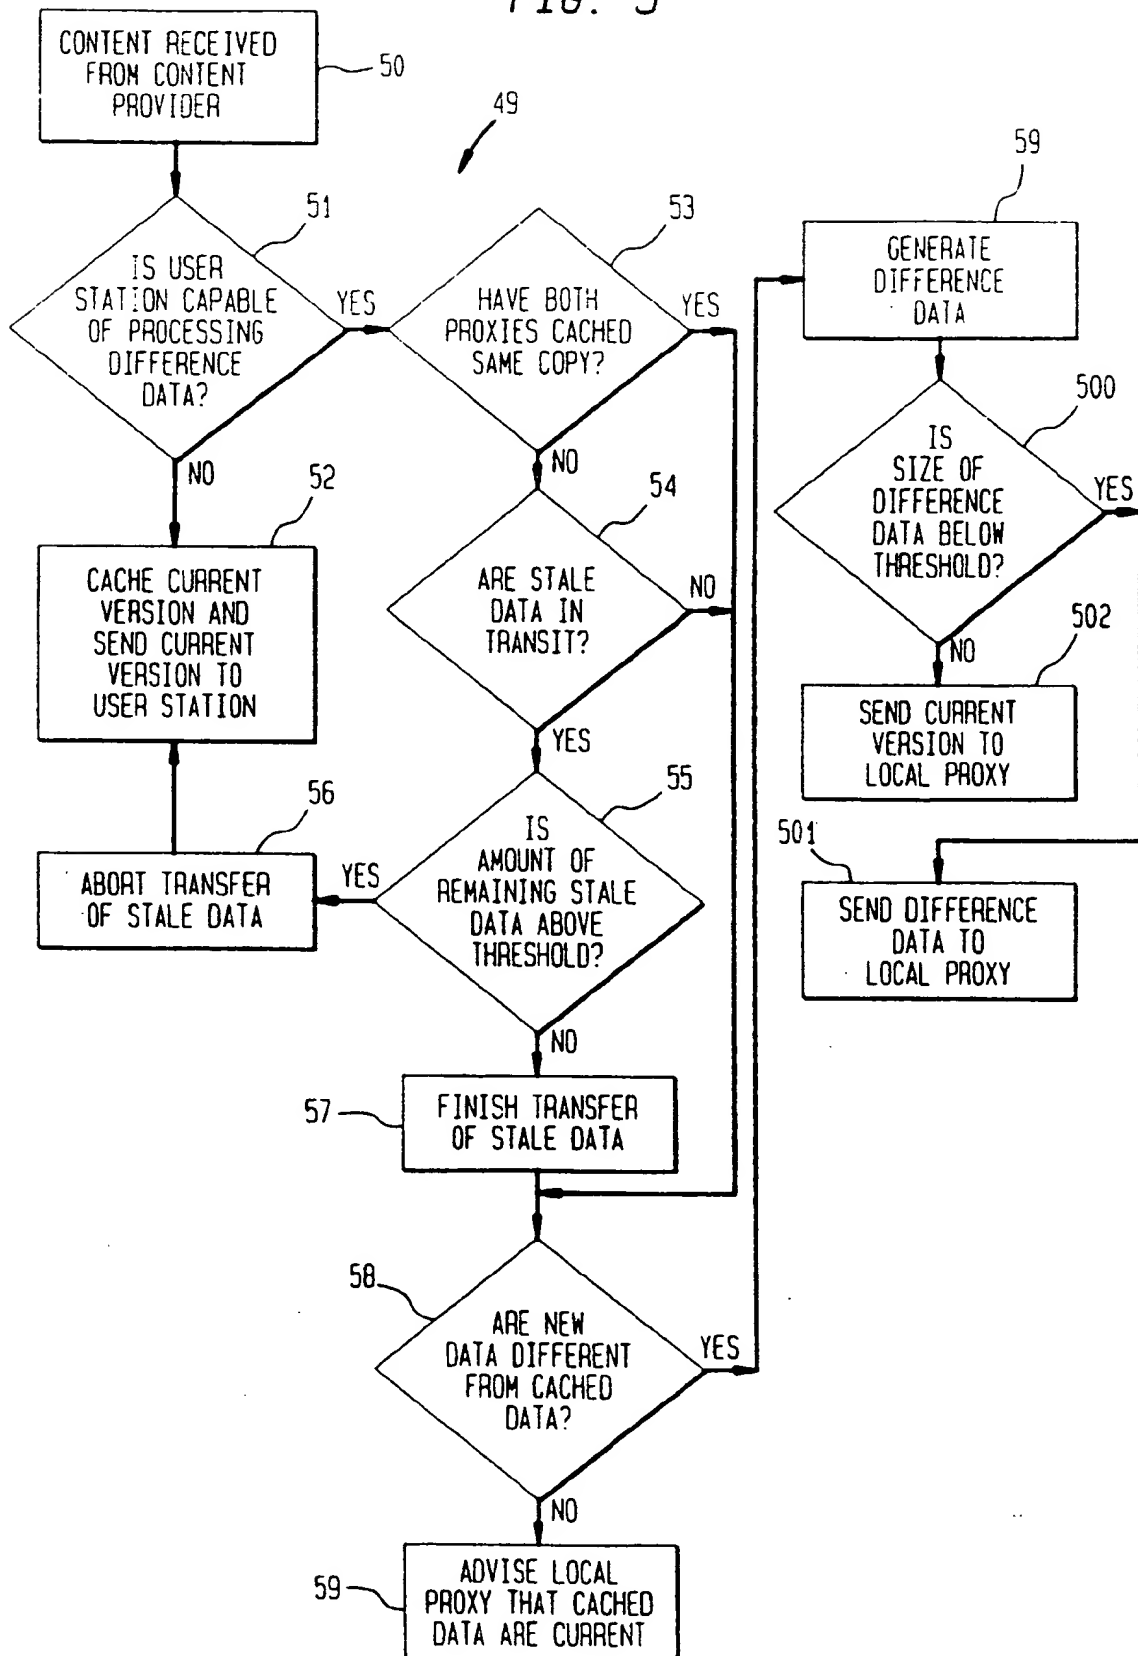 FIG. 5
CONTENT RECEIVED
FROM CONTENT
PROVIDER
50
49
IS USER
STATION CAPABLE
OF PROCESSING
DIFFERENCE
DATA?
51
YES
NO
CACHE CURRENT
VERSION AND
SEND CURRENT
VERSION TO
USER STATION
52
HAVE BOTH
PROXIES CACHED
SAME COPY?
53
YES
NO
ARE STALE
DATA IN
TRANSIT?
54
NO
YES
IS
AMOUNT OF
REMAINING STALE
DATA ABOVE
THRESHOLD?
55
YES
NO
ABORT TRANSFER
OF STALE DATA
56
FINISH TRANSFER
OF STALE DATA
57
ARE NEW
DATA DIFFERENT
FROM CACHED
DATA?
58
YES
NO
ADVISE LOCAL
PROXY THAT CACHED
DATA ARE CURRENT
59
GENERATE
DIFFERENCE
DATA
59
IS
SIZE OF
DIFFERENCE
DATA BELOW
THRESHOLD?
500
YES
NO
SEND CURRENT
VERSION TO
LOCAL PROXY
502
SEND DIFFERENCE
DATA TO
LOCAL PROXY
501